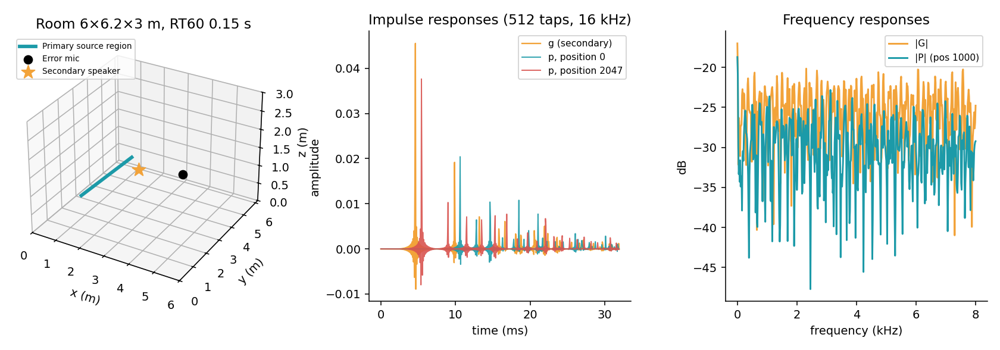 Room 6×6.2×3 m, RT60 0.15 s
Primary source region
Error mic
Secondary speaker
3.0
2.5
2.0
1.5
1.0
0.5
0.0
z (m)
0
1
2
3
4
5
6
x (m)
0
1
2
3
4
5
6
y (m)
Impulse responses (512 taps, 16 kHz)
g (secondary)
p, position 0
p, position 2047
0.04
0.03
0.02
0.01
0.00
−0.01
amplitude
0
10
20
30
time (ms)
Frequency responses
|G|
|P| (pos 1000)
−20
−25
−30
−35
−40
−45
dB
0
2
4
6
8
frequency (kHz)